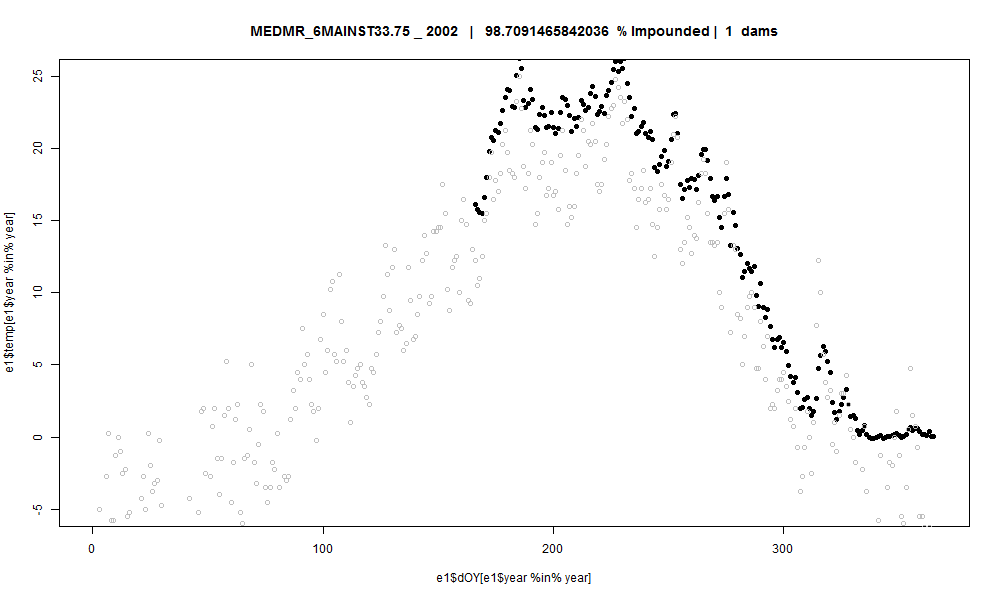 MEDMR_6MAINST33.75 _ 2002 | 98.7091465842036 % Impounded | 1 dams
e1$temp[e1$year %in% year]
25
20
15
10
5
0
-5
0 100 200 300
e1$dOY[e1$year %in% year]